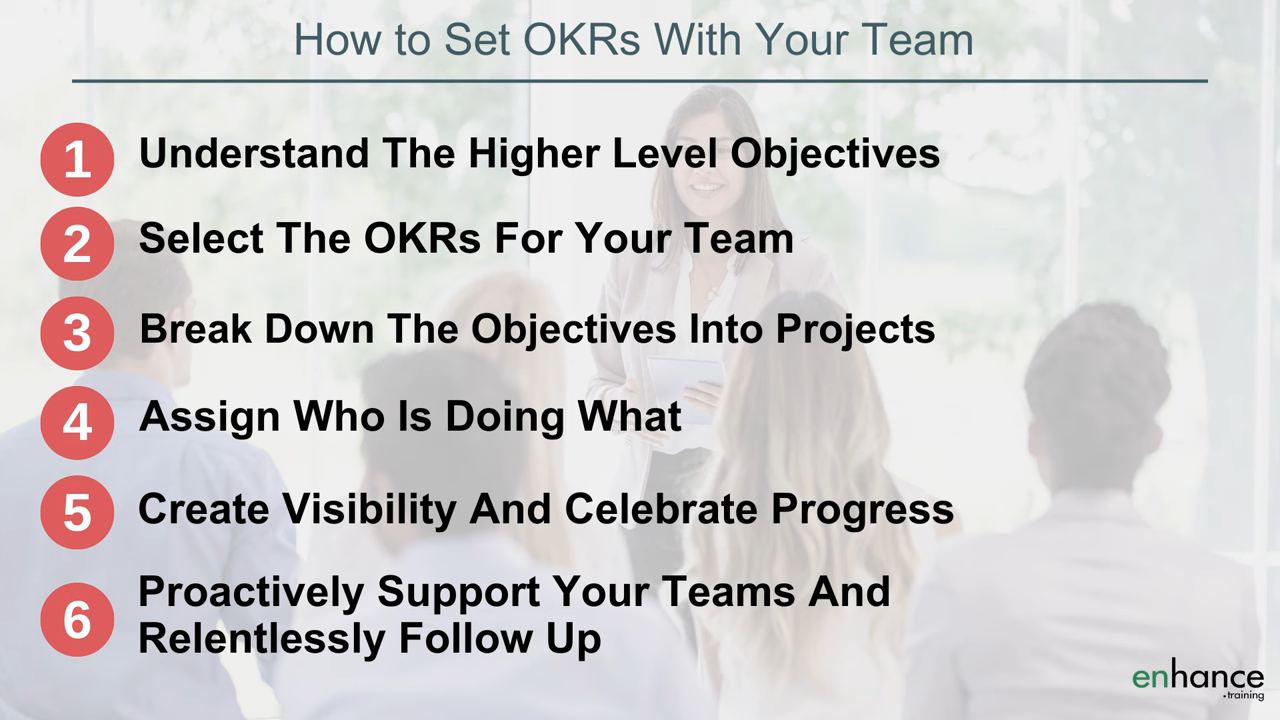 How to Set OKRs With Your Team
1 Understand The Higher Level Objectives
2 Select The OKRs For Your Team
3 Break Down The Objectives Into Projects
4 Assign Who Is Doing What
5 Create Visibility And Celebrate Progress
6 Proactively Support Your Teams And
Relentlessly Follow Up
enhance
.training